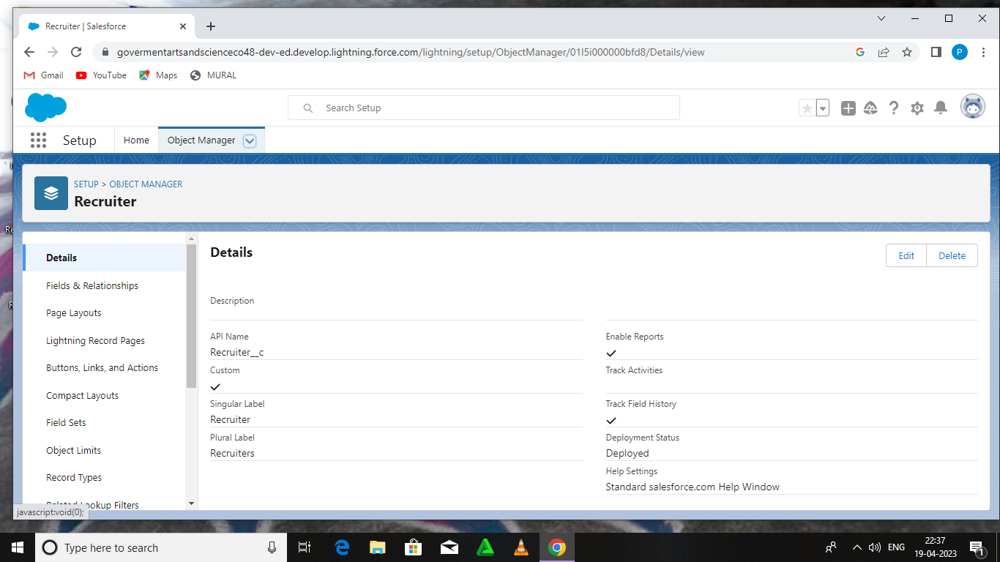 Recruiter | Salesforce
govermentartsandscienceco48-dev-ed.develop.lightning.force.com/lightning/setup/ObjectManager/01I5i000000bfd8/Details/view
G
P
Gmail
YouTube
Maps
MURAL
Search Setup
Setup
Home
Object Manager
SETUP > OBJECT MANAGER
Recruiter
Details
Fields & Relationships
Page Layouts
Lightning Record Pages
Buttons, Links, and Actions
Compact Layouts
Field Sets
Object Limits
Record Types
Related Lookup Filters
Details
Edit
Delete
Description
API Name
Recruiter__c
Custom
Singular Label
Recruiter
Plural Label
Recruiters
Enable Reports
Track Activities
Track Field History
Deployment Status
Deployed
Help Settings
Standard salesforce.com Help Window
javascript:void(0);
Type here to search
ENG
22:37
19-04-2023
1